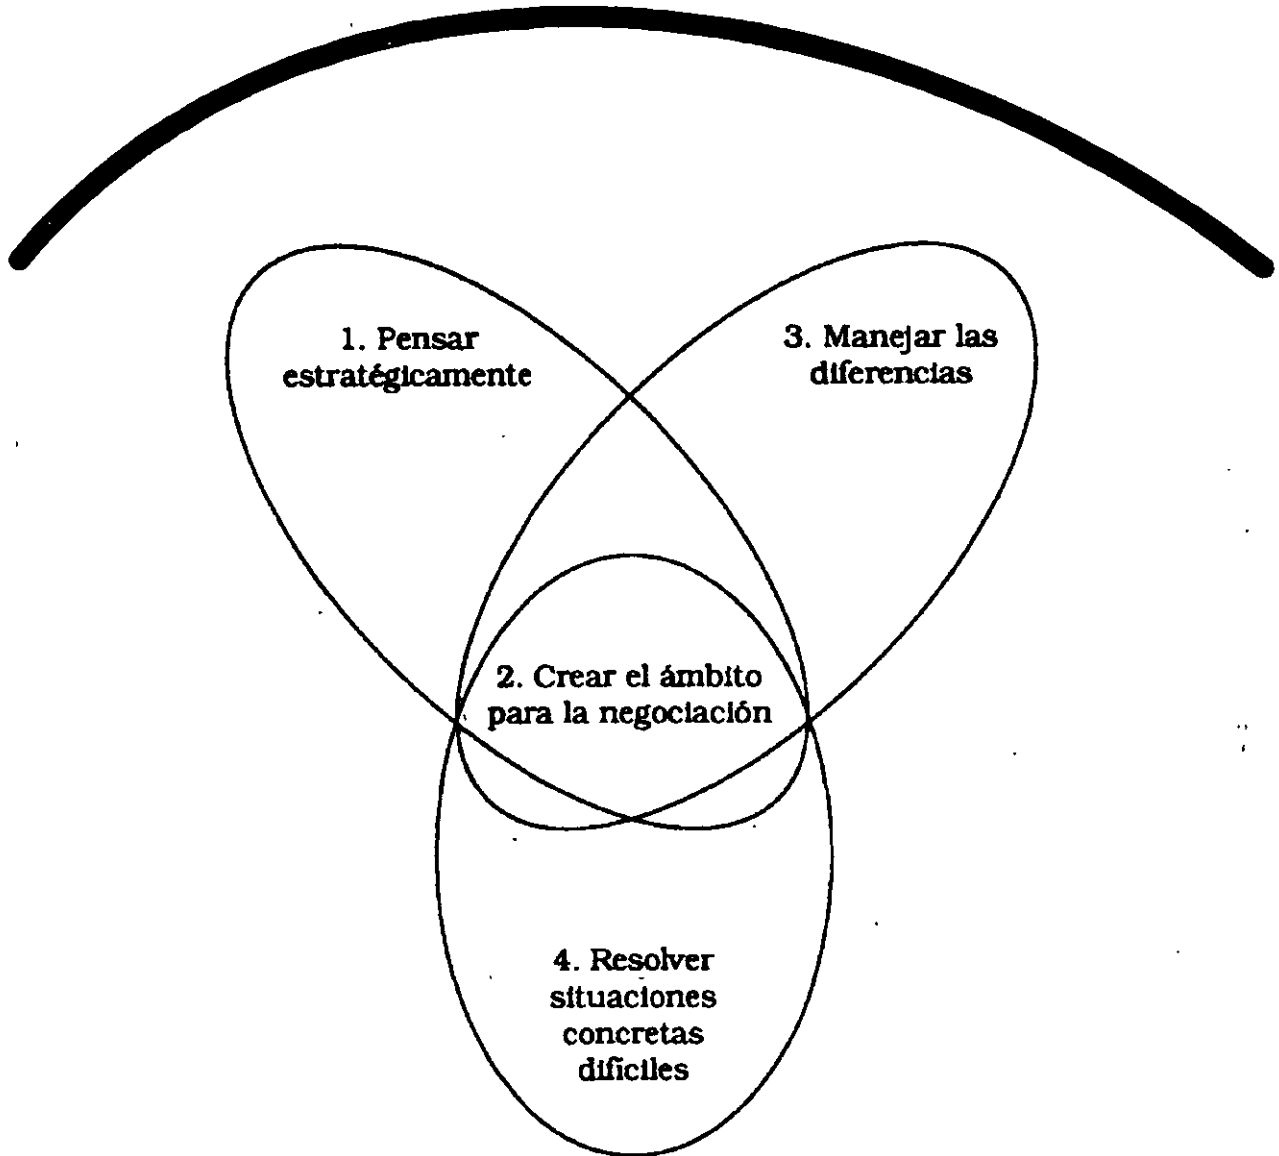 1. Pensar
estratégicamente
3. Manejar las
diferencias
2. Crear el ámbito
para la negociación
4. Resolver
situaciones
concretas
difíciles